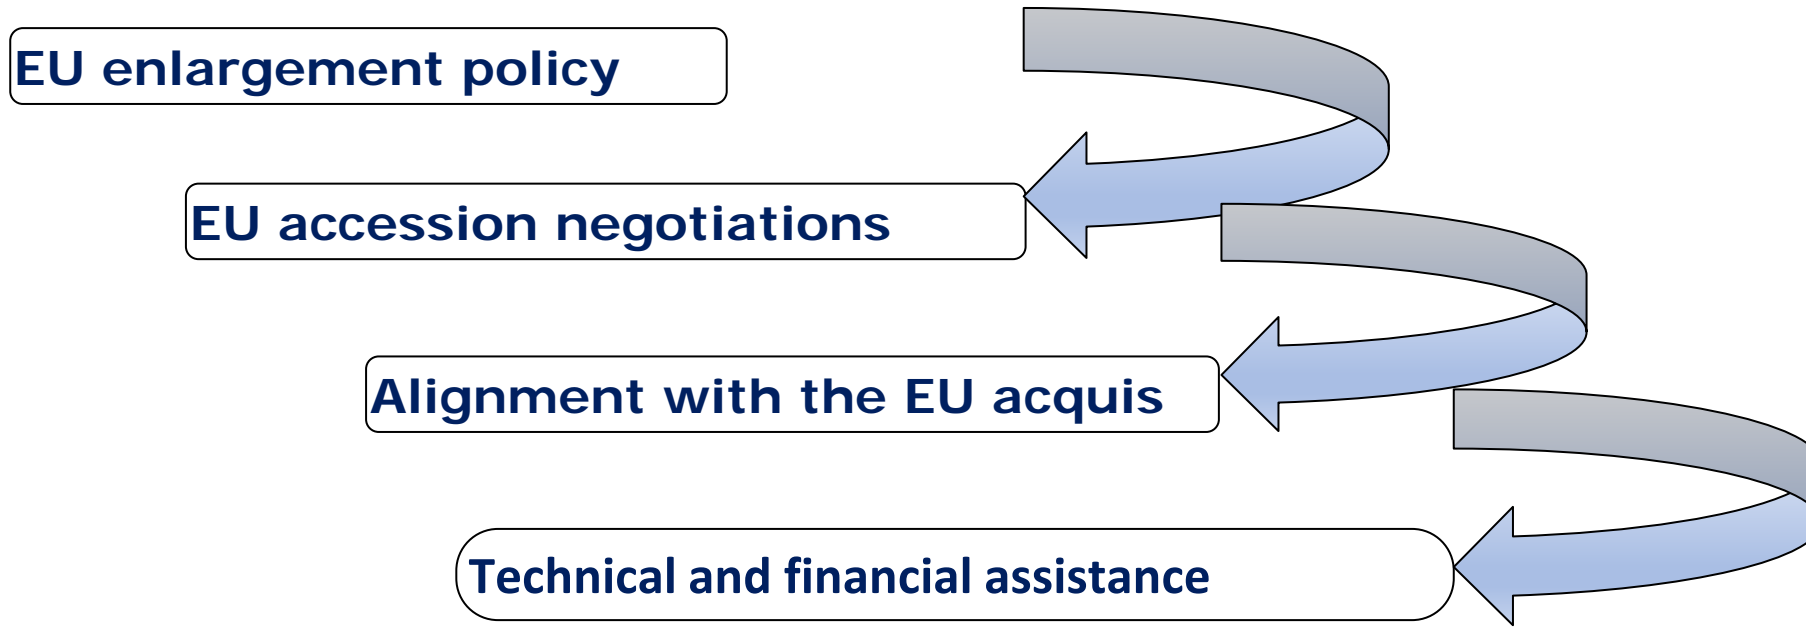 EU enlargement policy
EU accession negotiations
Alignment with the EU acquis
Technical and financial assistance